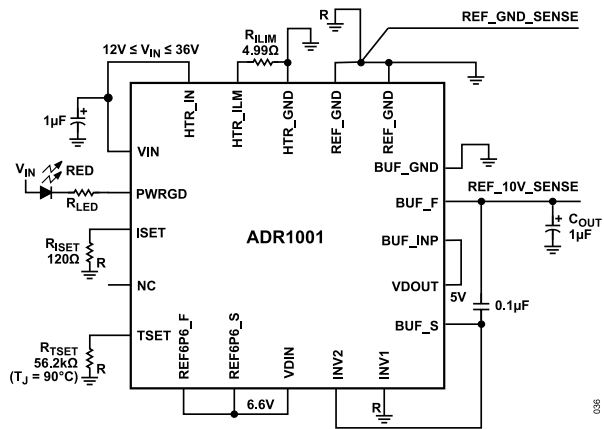 R
REF_GND_SENSE
12V ≤ VIN ≤ 36V
RILIM
4.99Ω
1µF
+
HTR_IN
HTR_ILM
HTR_GND
REF_GND
REF_GND
VIN
BUF_GND
VIN
RED
PWRGD
RLED
REF_10V_SENSE
BUF_F
+
COUT
1µF
ISET
RISET
120Ω
R
ADR1001
BUF_INP
NC
VDOUT
5V
0.1µF
TSET
RTSET
56.2kΩ
(TJ = 90°C)
R
BUF_S
REF6P6_F
REF6P6_S
VDIN
INV2
INV1
6.6V
R
036